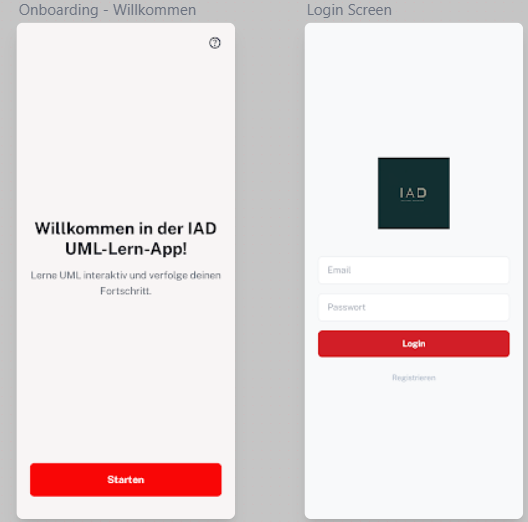 Onboarding - Willkommen
Willkommen in der IAD
UML-Lern-App!
Lerne UML interaktiv und verfolge deinen
Fortschritt.
Starten
Login Screen
IAD
Email
Passwort
Login
Registrieren